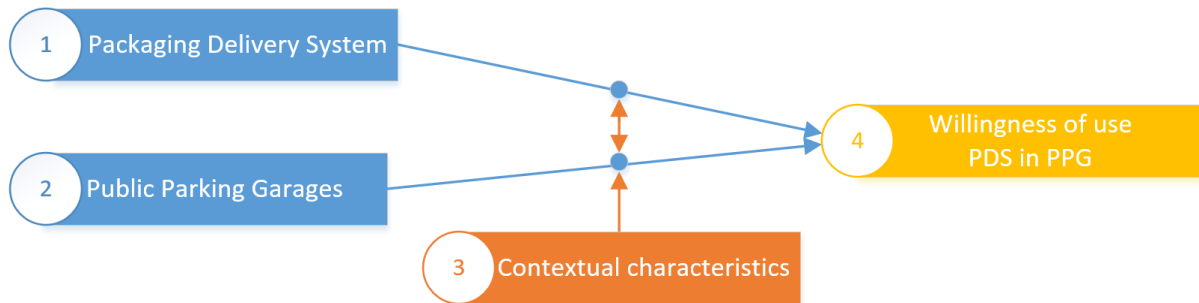 1 Packaging Delivery System
2 Public Parking Garages
3 Contextual characteristics
4 Willingness of use
PDS in PPG